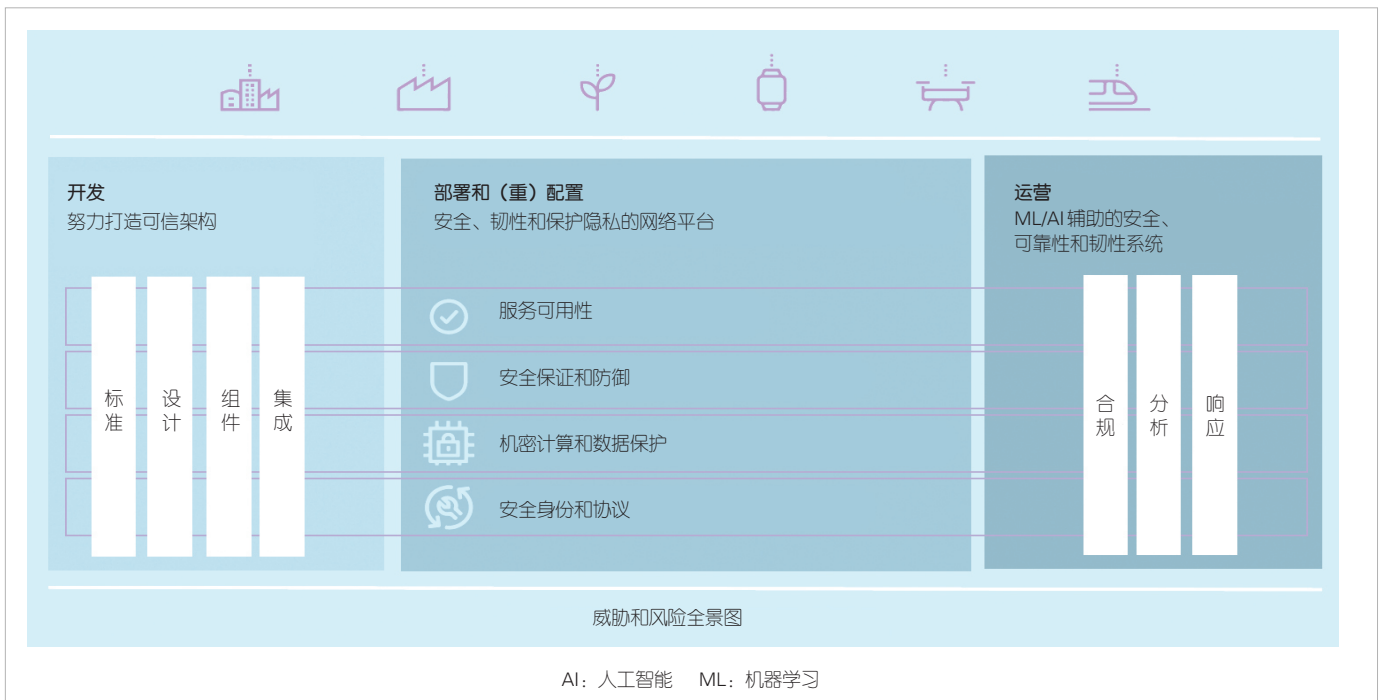 开发
努力打造可信架构
部署和（重）配置
安全、韧性和保护隐私的网络平台
运营
ML/AI 辅助的安全、
可靠性和韧性系统
标准
设计
组件
集成
服务可用性
安全保证和防御
机密计算和数据保护
安全身份和协议
合规
分析
响应
威胁和风险全景图
AI：人工智能 ML：机器学习